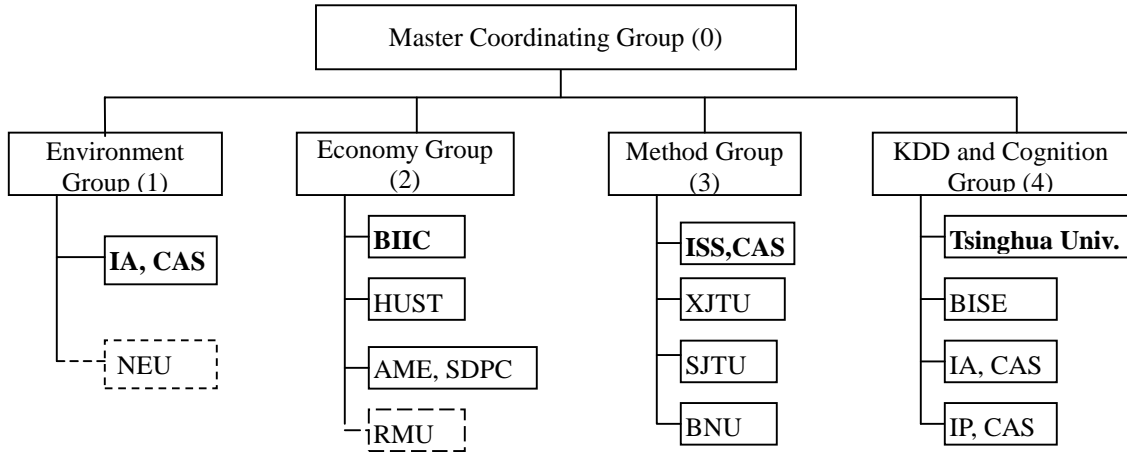 Master Coordinating Group (0)
Environment
Group (1)
Economy Group
(2)
Method Group
(3)
KDD and Cognition
Group (4)
IA, CAS
NEU
BIIC
HUST
AME, SDPC
RMU
ISS,CAS
XJTU
SJTU
BNU
Tsinghua Univ.
BISE
IA, CAS
IP, CAS